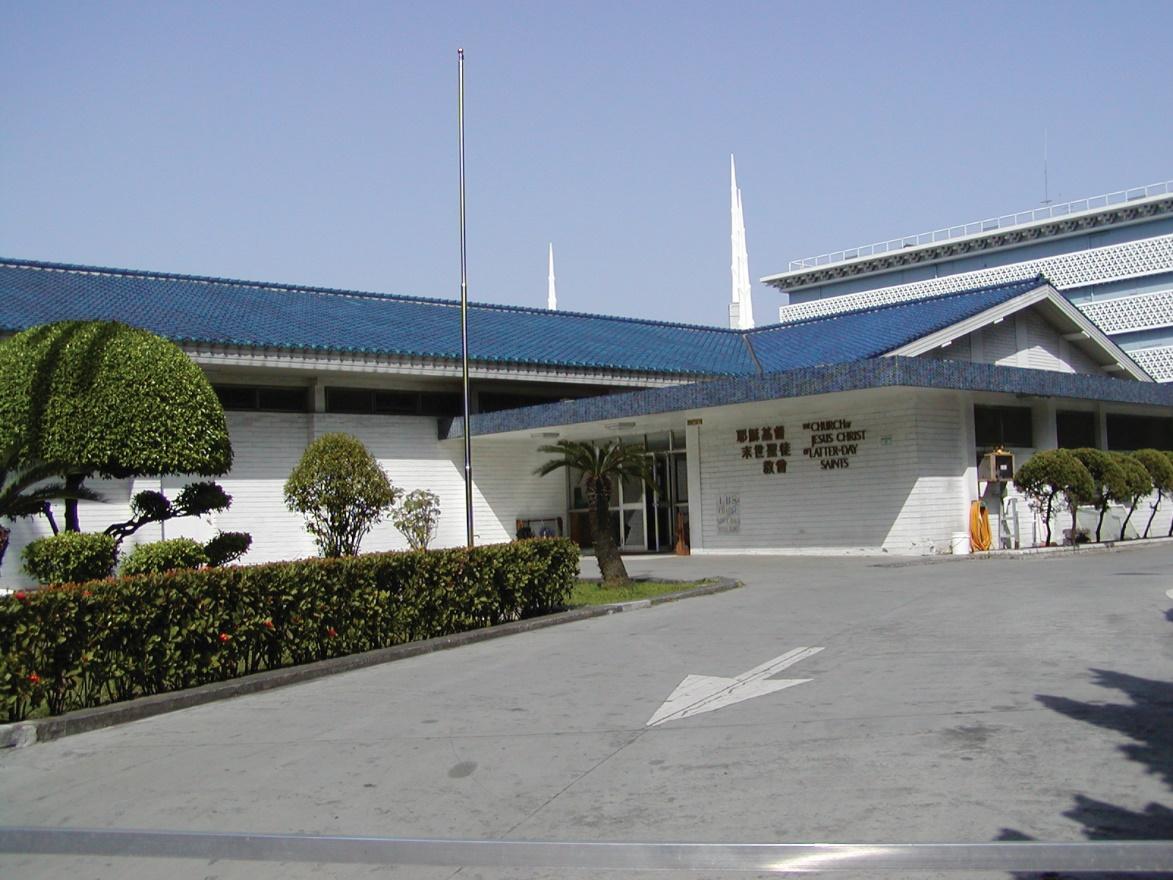 耶穌基督
末世聖徒
教會
THE CHURCH OF
JESUS CHRIST
OF LATTER-DAY
SAINTS